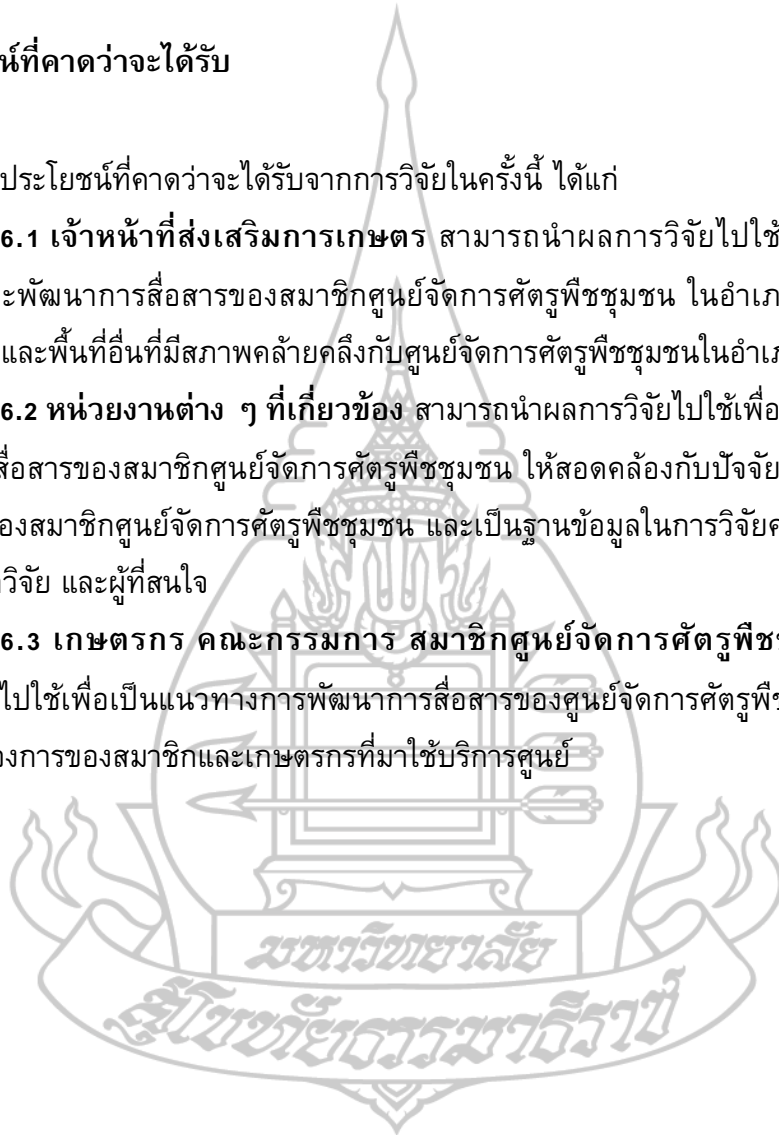 น์ที่คาดว่าจะได้รับ
ประโยชน์ที่คาดว่าจะได้รับจากการวิจัยในครั้งนี้ ได้แก่
6.1 เจ้าหน้าที่ส่งเสริมการเกษตร สามารถนำผลการวิจัยไปใช้
ะพัฒนาการสื่อสารของสมาชิกศูนย์จัดการศัตรูพืชชุมชน ในอำเภ
และพื้นที่อื่นที่มีสภาพคล้ายคลึงกับศูนย์จัดการศัตรูพืชชุมชนในอำเภ
6.2 หน่วยงานต่าง ๆ ที่เกี่ยวข้อง สามารถนำผลการวิจัยไปใช้เพื่อ
สื่อสารของสมาชิกศูนย์จัดการศัตรูพืชชุมชน ให้สอดคล้องกับปัจจัย
องสมาชิกศูนย์จัดการศัตรูพืชชุมชน และเป็นฐานข้อมูลในการวิจัยค
วิจัย และผู้ที่สนใจ
6.3 เกษตรกร คณะกรรมการ สมาชิกศูนย์จัดการศัตรูพืชช
ไปใช้เพื่อเป็นแนวทางการพัฒนาการสื่อสารของศูนย์จัดการศัตรูพืช
องการของสมาชิกและเกษตรกรที่มาใช้บริการศูนย์
มหาวิทยาลัย
สุโขทัยธรรมาธิราช